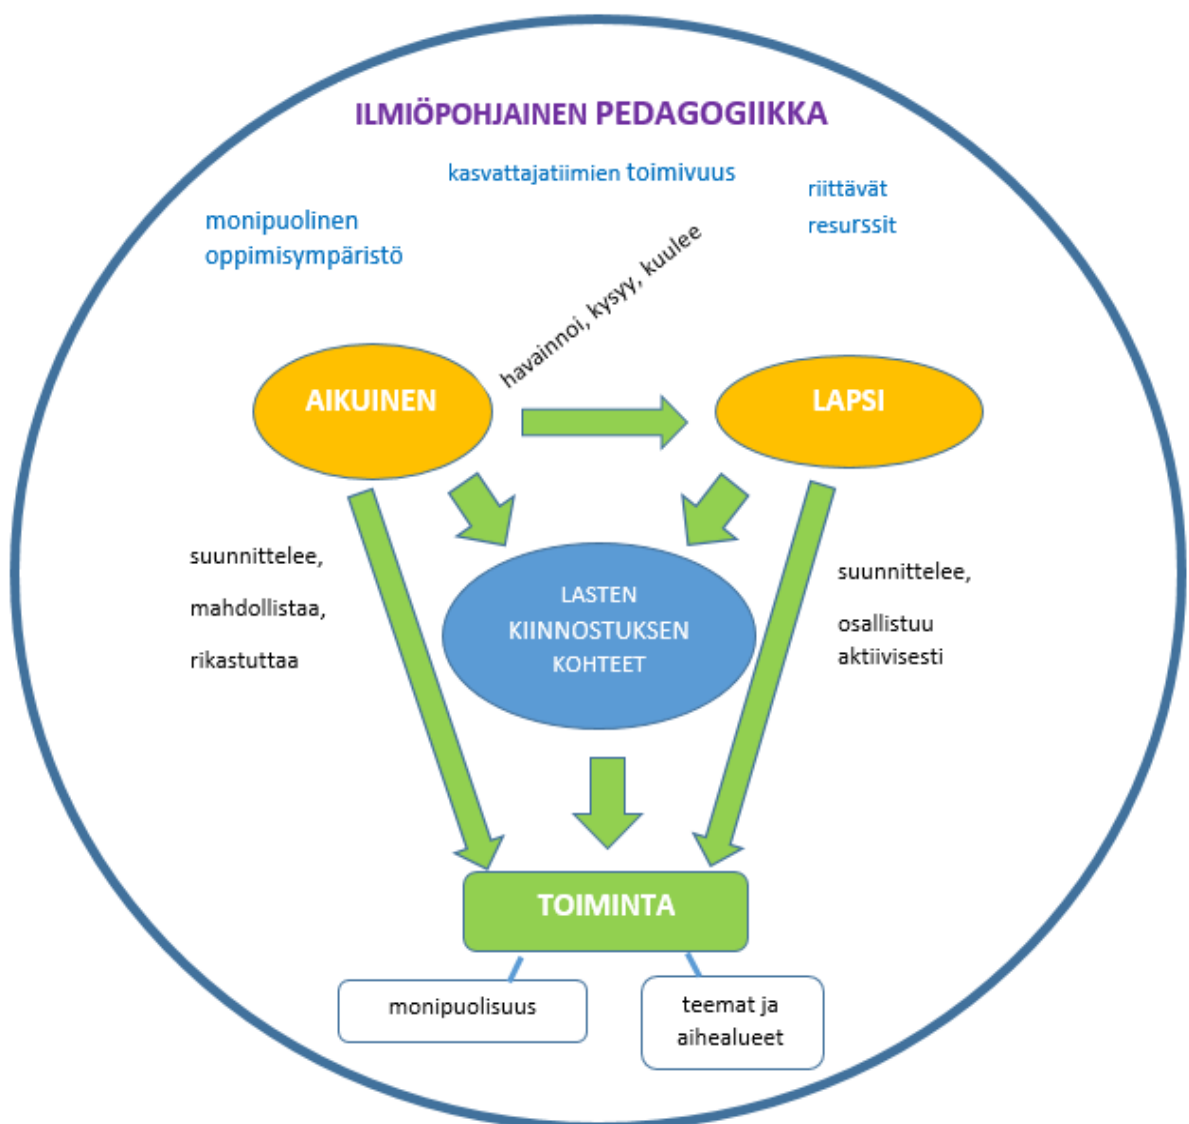 ILMIÖPOHJAINEN PEDAGOGIIKKA
kasvattajatiimien toimivuus
riittävät
resurssit
monipuolinen
oppimisympäristö
havainnoi, kysyy, kuulee
AIKUINEN
LAPSI
suunnittelee,
mahdollistaa,
rikastuttaa
LASTEN
KIINNOSTUKSEN
KOHTEET
suunnittelee,
osallistuu
aktiivisesti
TOIMINTA
monipuolisuus
teemat ja
aihealueet